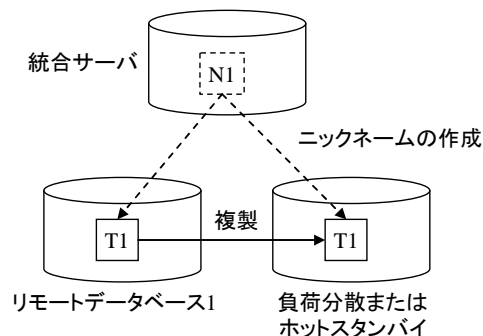 統合サーバ
N1
ニックネームの作成
T1
複製
T1
リモートデータベース1
負荷分散または
ホットスタンバイ